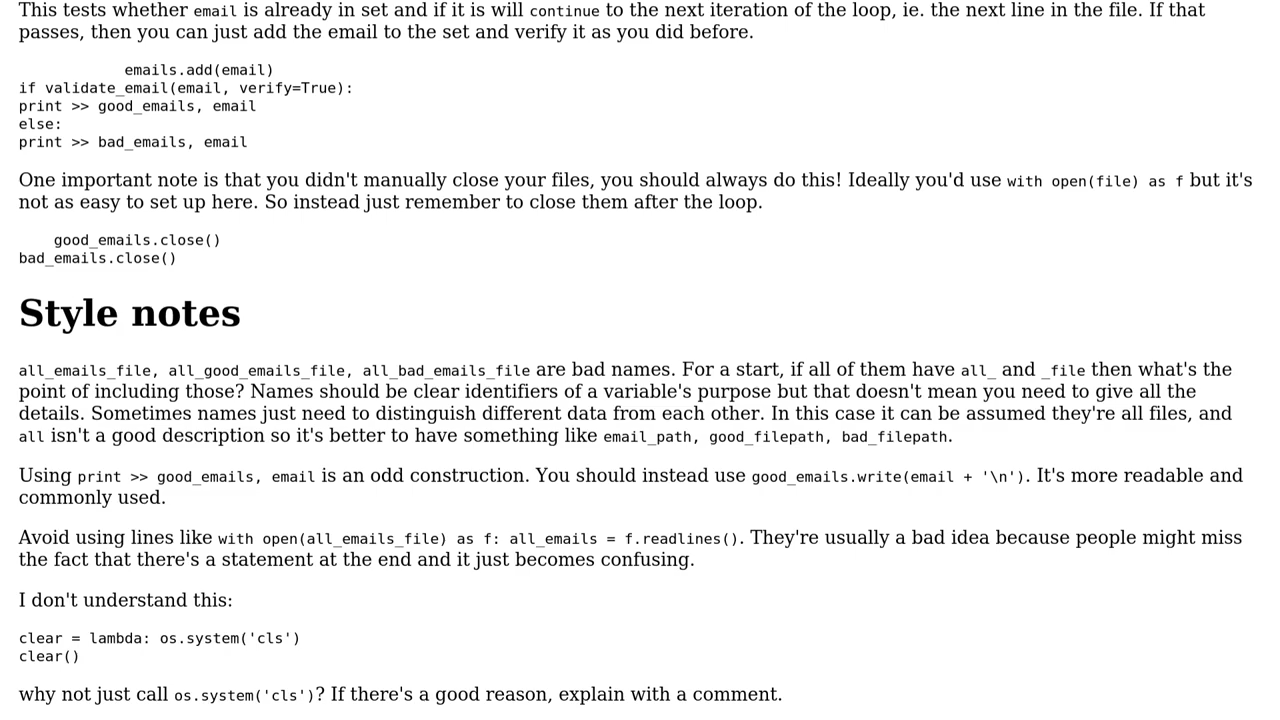 This tests whether email is already in set and if it is will continue to the next iteration of the loop, ie. the next line in the file. If that
passes, then you can just add the email to the set and verify it as you did before.
            emails.add(email)
if validate_email(email, verify=True):
print >> good_emails, email
else:
print >> bad_emails, email
One important note is that you didn't manually close your files, you should always do this! Ideally you'd use with open(file) as f but it's
not as easy to set up here. So instead just remember to close them after the loop.
    good_emails.close()
bad_emails.close()
Style notes
all_emails_file, all_good_emails_file, all_bad_emails_file are bad names. For a start, if all of them have all_ and _file then what's the
point of including those? Names should be clear identifiers of a variable's purpose but that doesn't mean you need to give all the
details. Sometimes names just need to distinguish different data from each other. In this case it can be assumed they're all files, and
all isn't a good description so it's better to have something like email_path, good_filepath, bad_filepath.
Using print >> good_emails, email is an odd construction. You should instead use good_emails.write(email + '\n'). It's more readable and
commonly used.
Avoid using lines like with open(all_emails_file) as f: all_emails = f.readlines(). They're usually a bad idea because people might miss
the fact that there's a statement at the end and it just becomes confusing.
I don't understand this:
clear = lambda: os.system('cls')
clear()
why not just call os.system('cls')? If there's a good reason, explain with a comment.